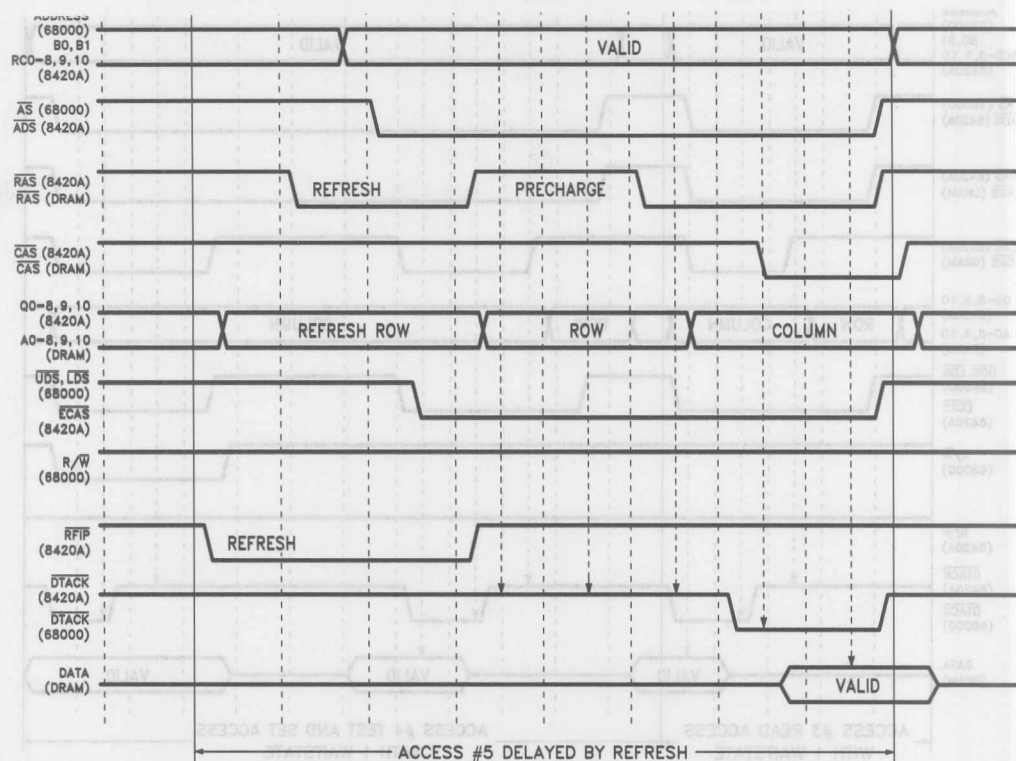 ADDRESS
(68000)
B0, B1
RC0=8, 9, 10
(8420A)
VALID
AS (68000)
ADS (8420A)
RAS (8420A)
RAS (DRAM)
REFRESH
PRECHARGE
CAS (8420A)
CAS (DRAM)
Q0=8, 9, 10
(8420A)
A0=8, 9, 10
(DRAM)
REFRESH ROW
ROW
COLUMN
UDS, LDS
(68000)
ECAS
(8420A)
R/W
(68000)
RFIP
(8420A)
REFRESH
DTACK
(8420A)
DTACK
(68000)
DATA
(DRAM)
VALID
ACCESS #5 DELAYED BY REFRESH